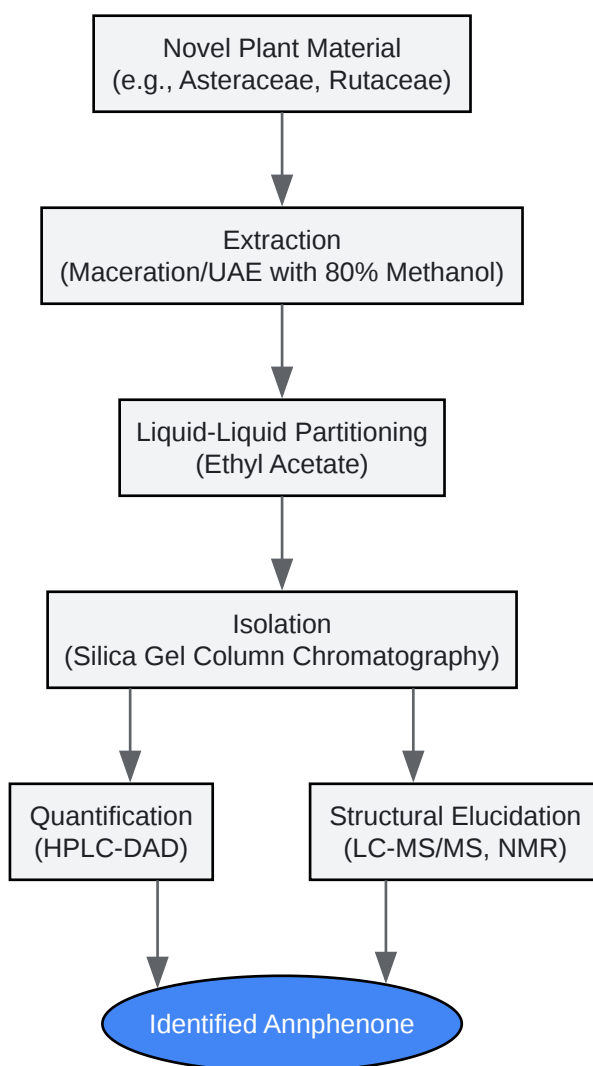 Novel Plant Material
(e.g., Asteraceae, Rutaceae)
Extraction
(Maceration/UAE with 80% Methanol)
Liquid-Liquid Partitioning
(Ethyl Acetate)
Isolation
(Silica Gel Column Chromatography)
Quantification
(HPLC-DAD)
Structural Elucidation
(LC-MS/MS, NMR)
Identified Annphenone